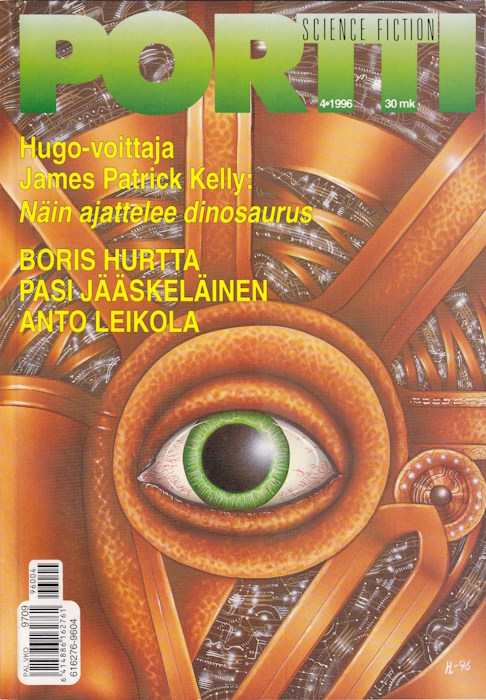 SCIENCE FICTION
PORTTI
4•1996 30 mk
Hugo-voittaja
James Patrick Kelly:
Näin ajattelee dinosaurus
BORIS HURTTA
PASI JÄÄSKELÄINEN
ANTO LEIKOLA
PAL.VKO 9709
96004
6 414886 162761
616276-9604
-96